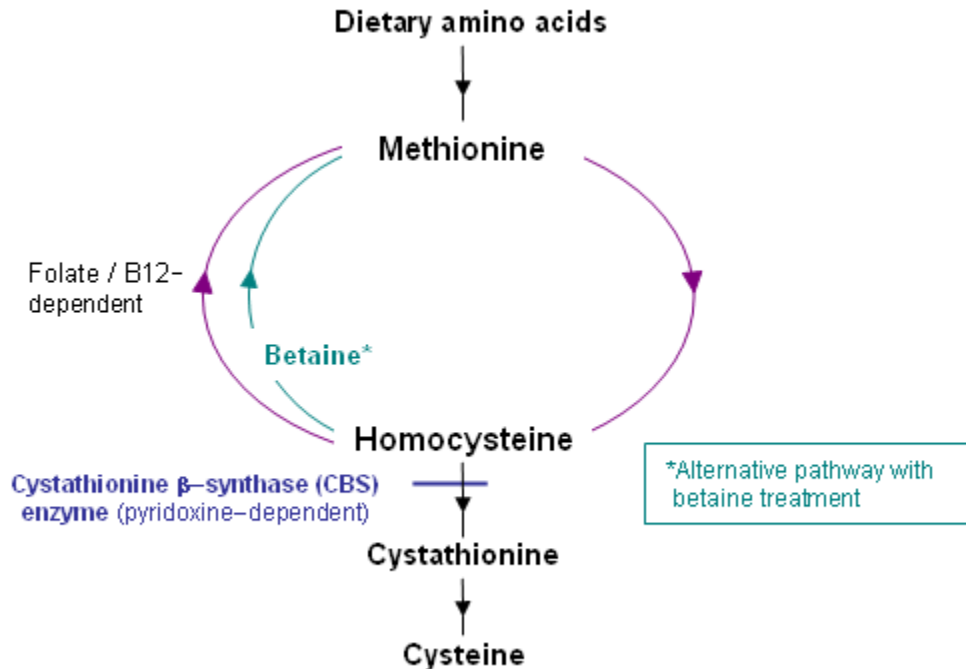 Dietary amino acids
Methionine
Folate / B12–
dependent
Betaine*
Homocysteine
Cystathionine β–synthase (CBS)
enzyme (pyridoxine–dependent)
*Alternative pathway with
betaine treatment
Cystathionine
Cysteine